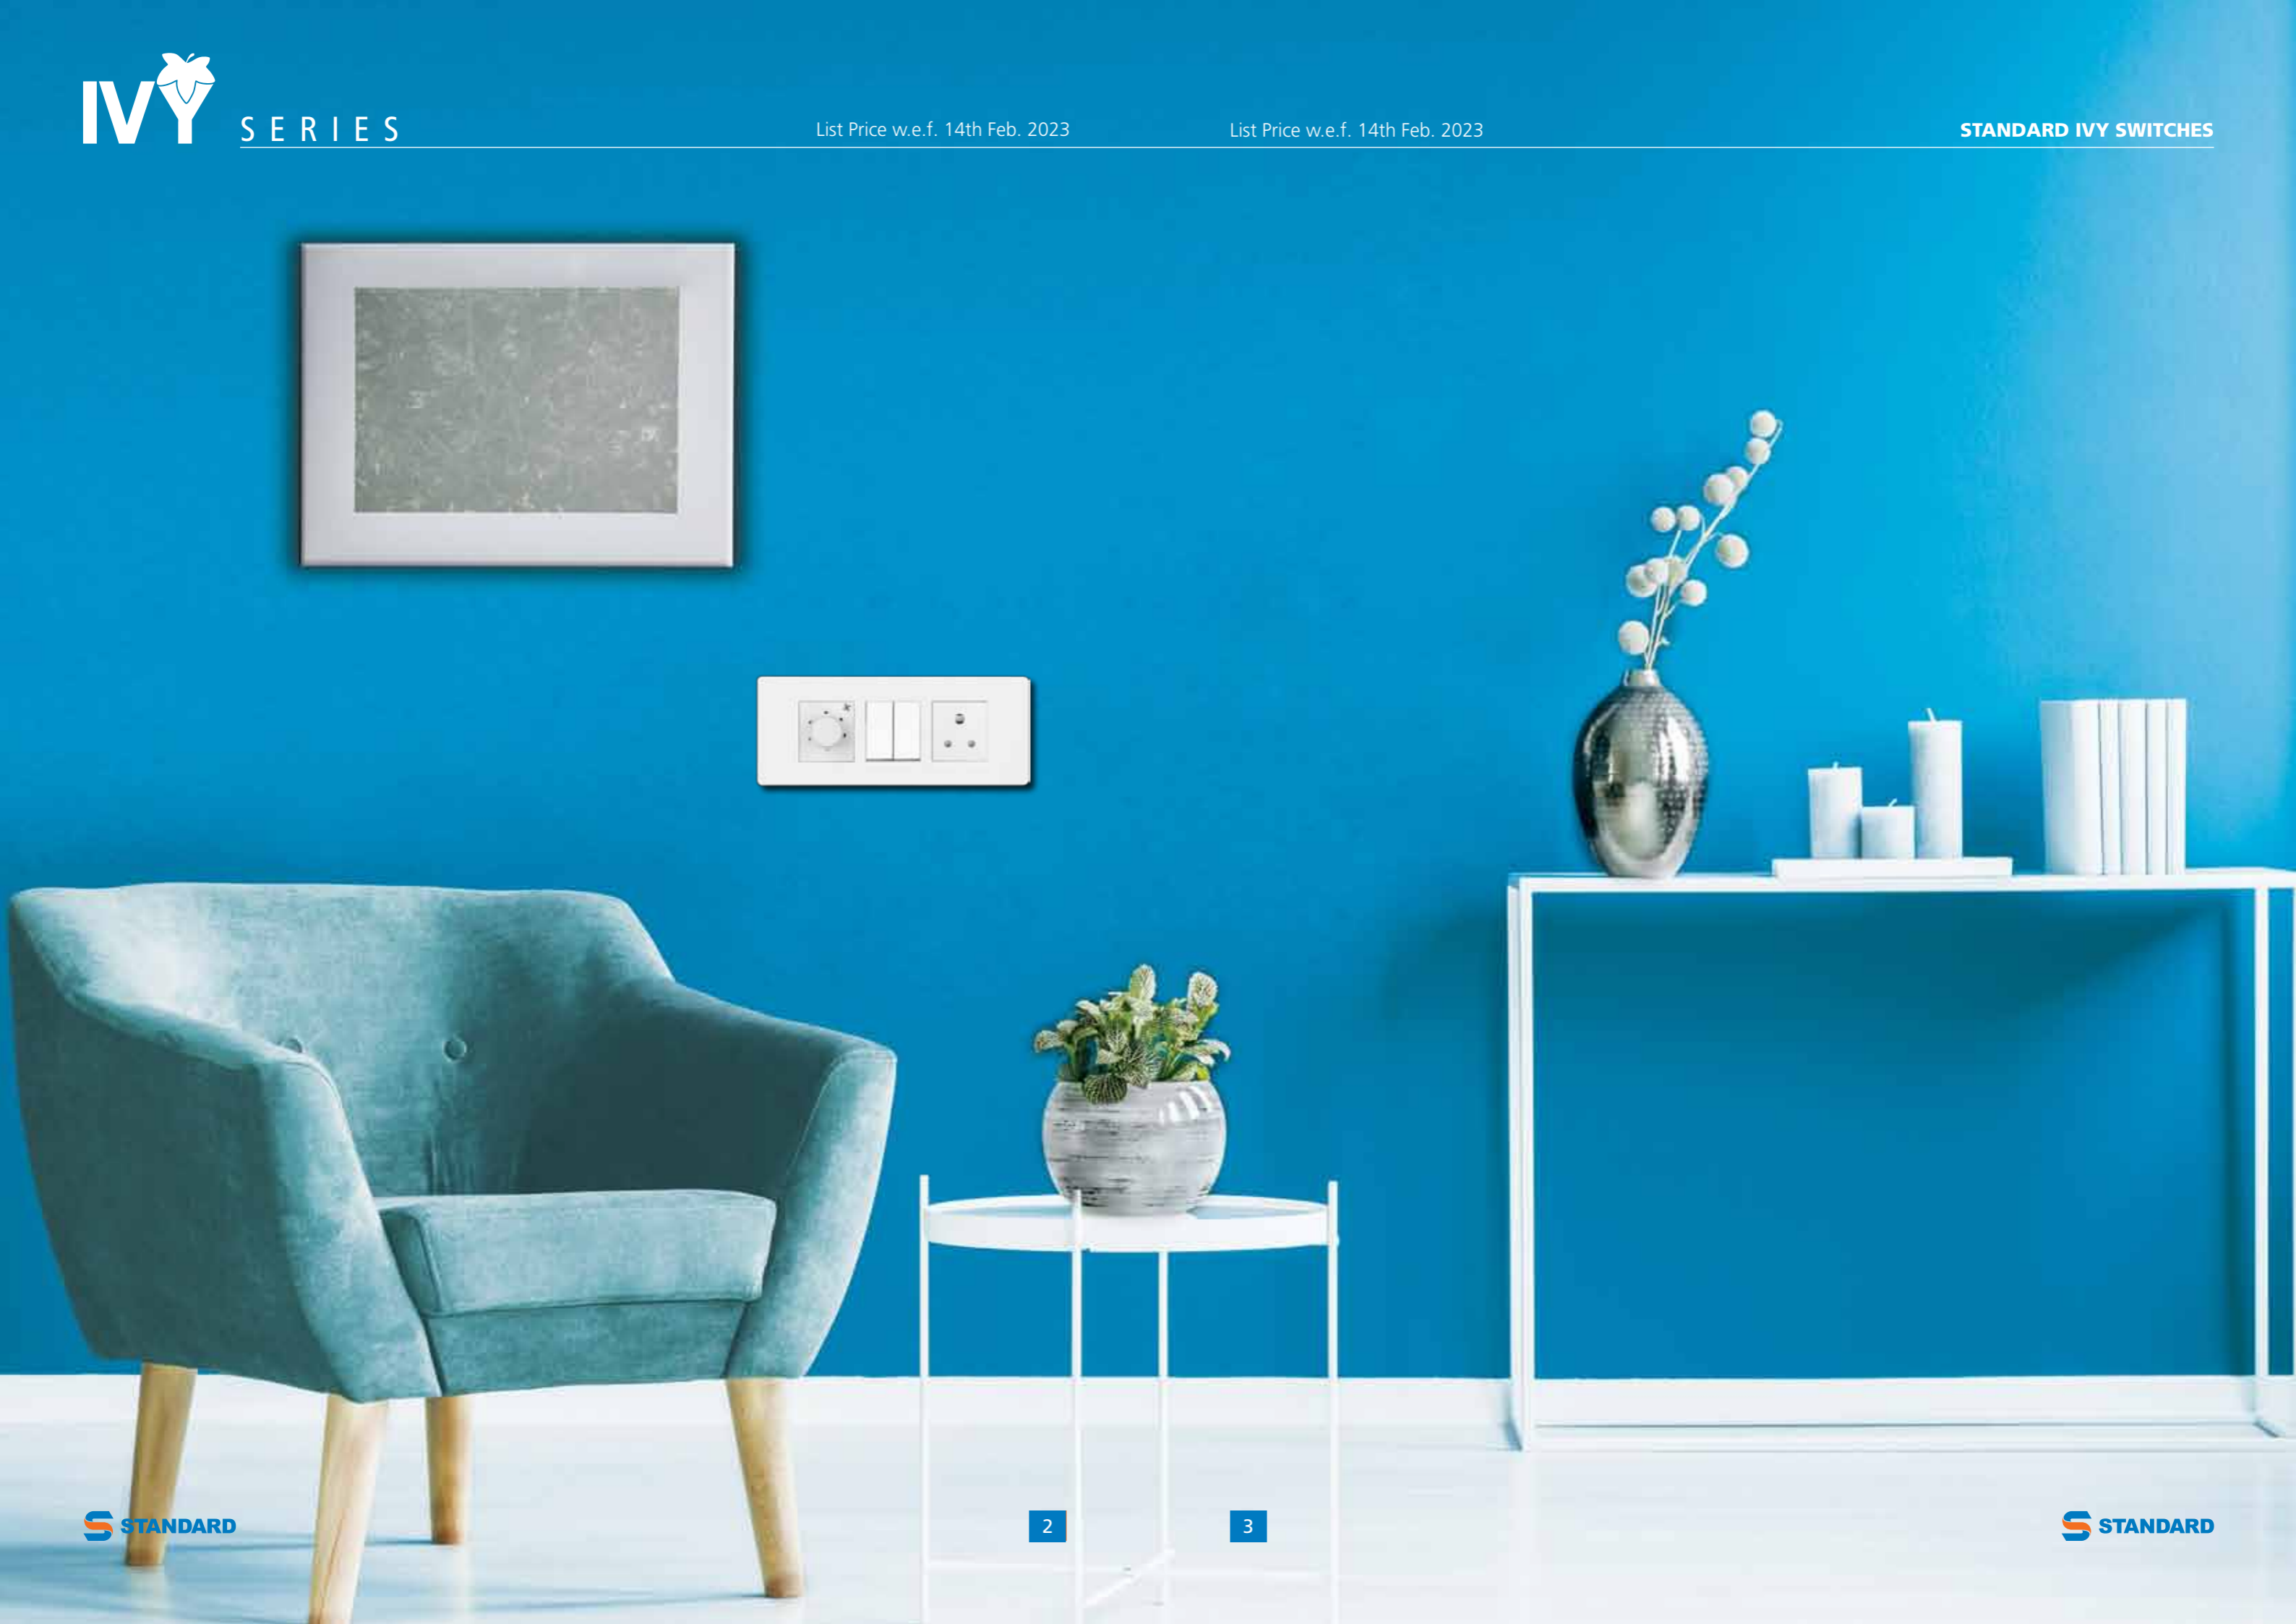 IVY SERIES
List Price w.e.f. 14th Feb. 2023
List Price w.e.f. 14th Feb. 2023
STANDARD IVY SWITCHES
STANDARD
2
3
STANDARD